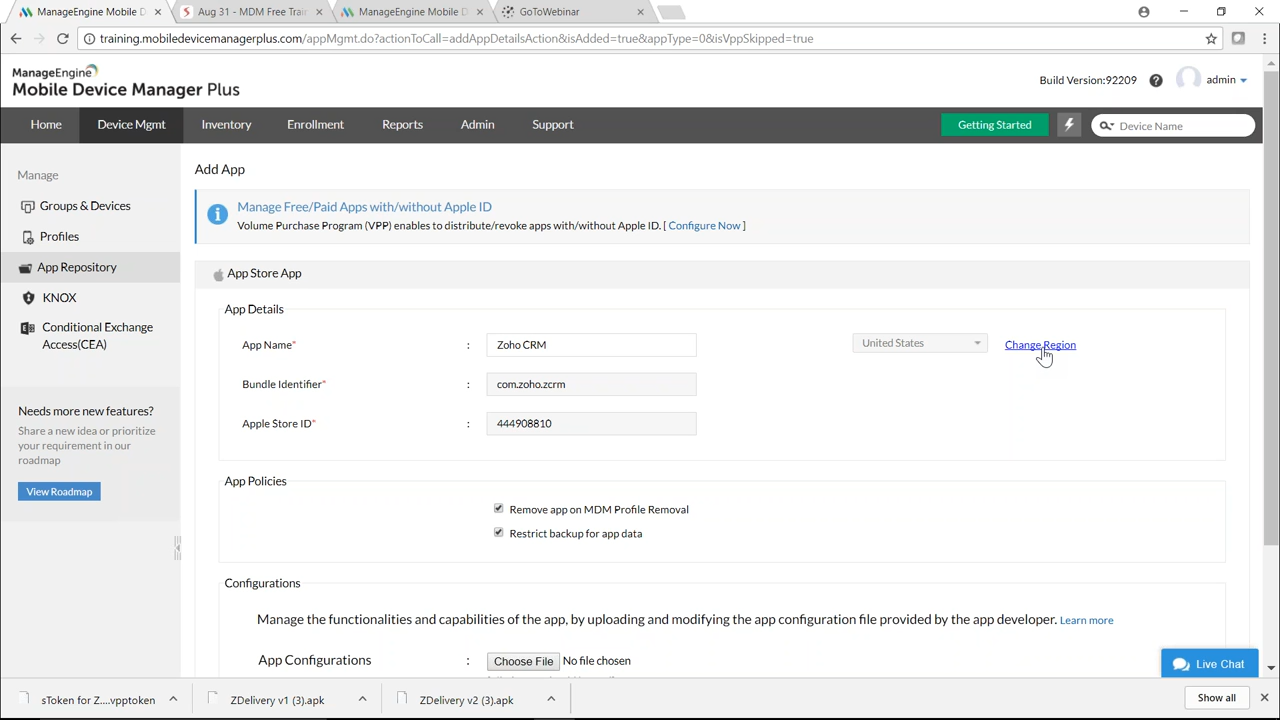 ManageEngine Mobile D
Aug 31 - MDM Free Train
ManageEngine Mobile D
GoToWebinar
training.mobiledevicemanagerplus.com/appMgmt.do?actionToCall=addAppDetailsAction&isAdded=true&appType=0&isVppSkipped=true
ManageEngine
Mobile Device Manager Plus
Build Version:92209
admin
Home
Device Mgmt
Inventory
Enrollment
Reports
Admin
Support
Getting Started
Device Name
Manage
Groups & Devices
Profiles
App Repository
KNOX
Conditional Exchange
Access(CEA)
Needs more new features?
Share a new idea or prioritize
your requirement in our
roadmap
View Roadmap
Add App
Manage Free/Paid Apps with/without Apple ID
Volume Purchase Program (VPP) enables to distribute/revoke apps with/without Apple ID. [ Configure Now ]
App Store App
App Details
App Name* : Zoho CRM
United States
Change Region
Bundle Identifier* : com.zoho.zcrm
Apple Store ID* : 444908810
App Policies
Remove app on MDM Profile Removal
Restrict backup for app data
Configurations
Manage the functionalities and capabilities of the app, by uploading and modifying the app configuration file provided by the app developer. Learn more
App Configurations : Choose File No file chosen
Live Chat
sToken for Z....vpptoken
ZDelivery v1 (3).apk
ZDelivery v2 (3).apk
Show all